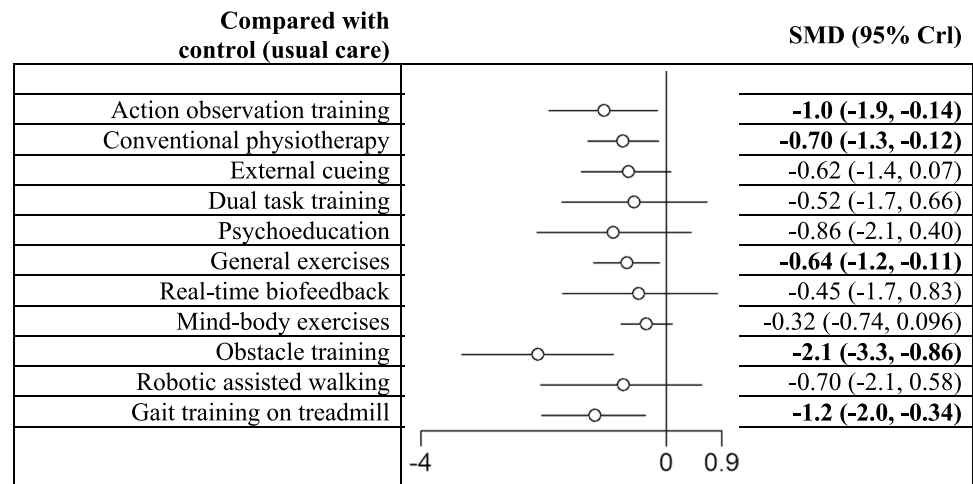 Compared with
control (usual care)
SMD (95% Crl)
Action observation training -1.0 (-1.9, -0.14)
Conventional physiotherapy -0.70 (-1.3, -0.12)
External cueing -0.62 (-1.4, 0.07)
Dual task training -0.52 (-1.7, 0.66)
Psychoeducation -0.86 (-2.1, 0.40)
General exercises -0.64 (-1.2, -0.11)
Real-time biofeedback -0.45 (-1.7, 0.83)
Mind-body exercises -0.32 (-0.74, 0.096)
Obstacle training -2.1 (-3.3, -0.86)
Robotic assisted walking -0.70 (-2.1, 0.58)
Gait training on treadmill -1.2 (-2.0, -0.34)
-4 0 0.9